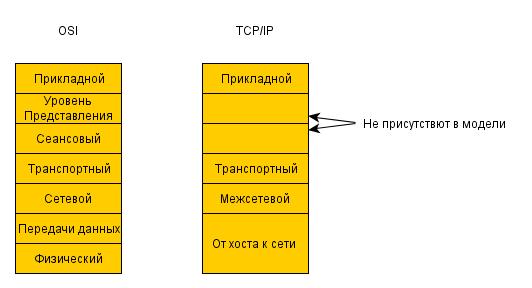 OSI
TCP/IP
Прикладной
Уровень
Представления
Сеансовый
Транспортный
Сетевой
Передачи данных
Физический
Прикладной
Транспортный
Межсетевой
От хоста к сети
Не присутствют в модели